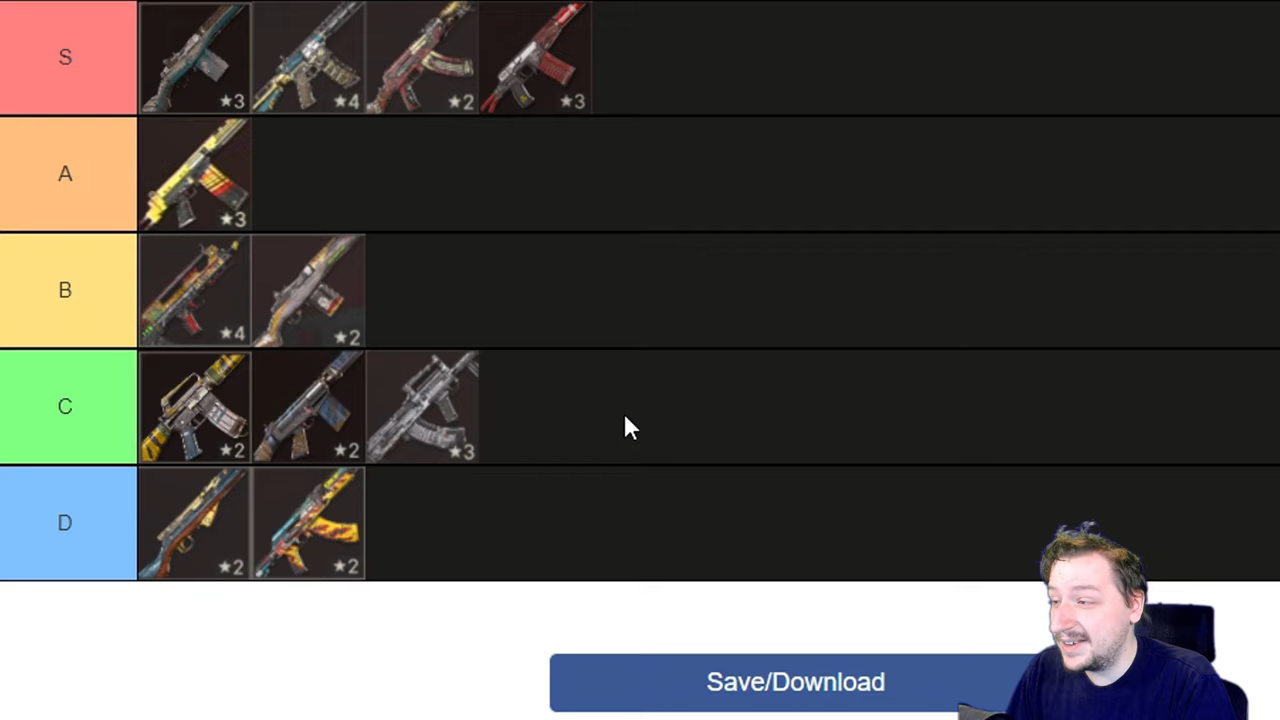 S
★3 ★4 ★2 ★3
A
★3
B
★4 ★2
C
★2 ★2 ★3
D
★2 ★2
Save/Download